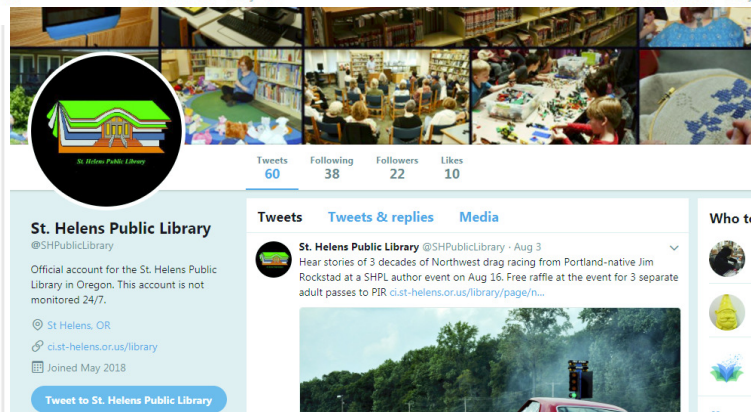 St. Helens Public Library
Tweets Following Followers Likes
60 38 22 10
St. Helens Public Library
@SHPublicLibrary
Official account for the St. Helens Public
Library in Oregon. This account is not
monitored 24/7.
St Helens, OR
ci.st-helens.or.us/library
Joined May 2018
Tweet to St. Helens Public Library
Tweets Tweets & replies Media
St. Helens Public Library @SHPublicLibrary · Aug 3
Hear stories of 3 decades of Northwest drag racing from Portland-native Jim
Rockstad at a SHPL author event on Aug 16. Free raffle at the event for 3 separate
adult passes to PIR ci.st-helens.or.us/library/page/n...
Who to